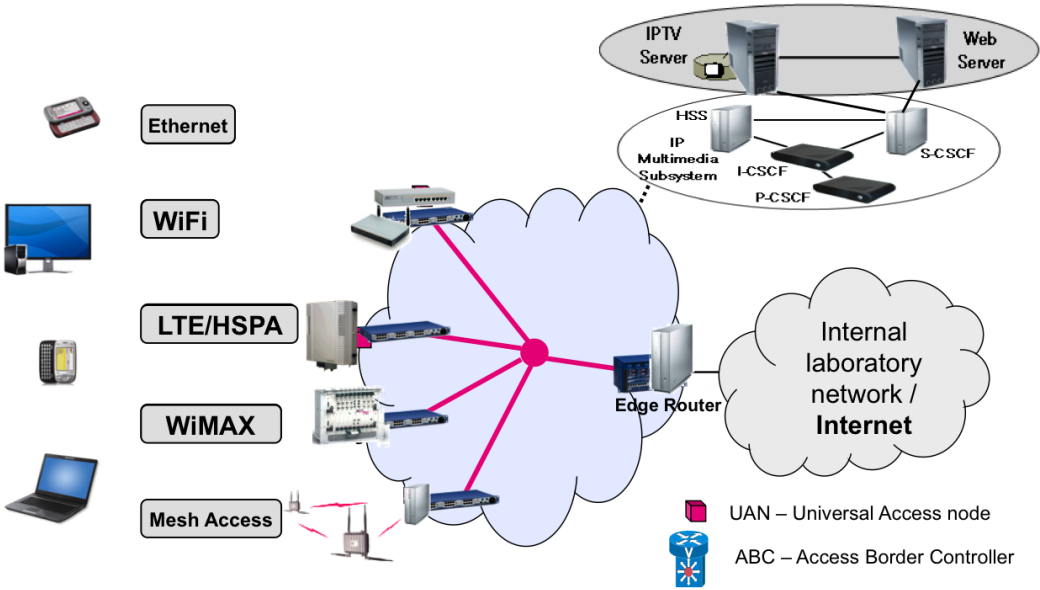 IPTV
Server
Web
Server
HSS
IP
Multimedia
Subsystem
S-CSCF
I-CSCF
P-CSCF
Ethernet
WiFi
LTE/HSPA
WiMAX
Mesh Access
Edge Router
Internal
laboratory
network /
Internet
UAN – Universal Access node
ABC – Access Border Controller